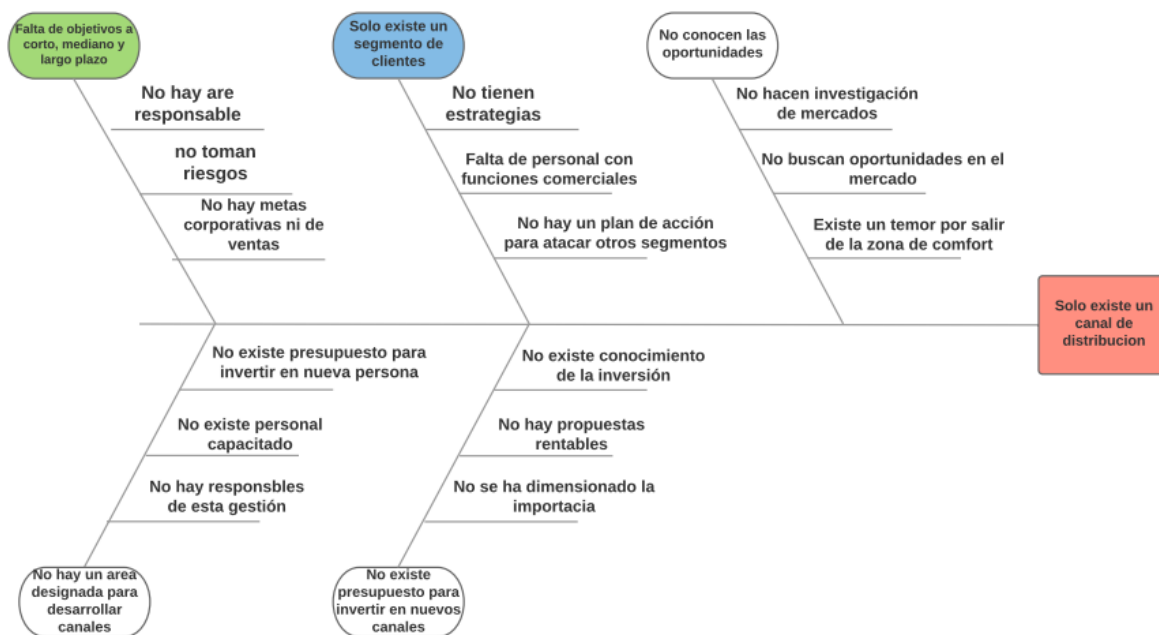 Falta de objetivos a
corto, mediano y
largo plazo
No hay are
responsable
no toman
riesgos
No hay metas
corporativas ni de
ventas
Solo existe un
segmento de
clientes
No tienen
estrategias
Falta de personal con
funciones comerciales
No hay un plan de acción
para atacar otros segmentos
No conocen las
oportunidades
No hacen investigación
de mercados
No buscan oportunidades en el
mercado
Existe un temor por salir
de la zona de comfort
Solo existe un
canal de
distribucion
No existe presupuesto para
invertir en nueva persona
No existe personal
capacitado
No hay responsbles
de esta gestión
No hay un area
designada para
desarrollar
canales
No existe conocimiento
de la inversión
No hay propuestas
rentables
No se ha dimensionado la
importacia
No existe
presupuesto para
invertir en nuevos
canales